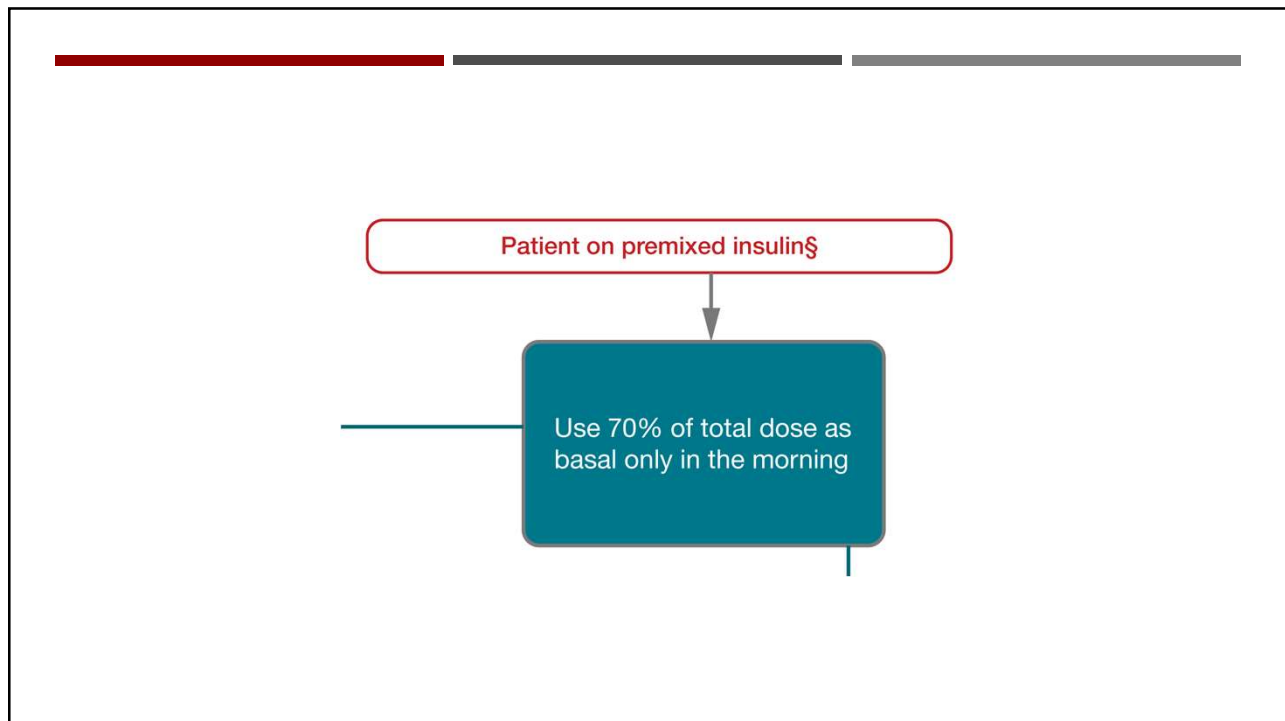 Patient on premixed insulin§
Use 70% of total dose as
basal only in the morning